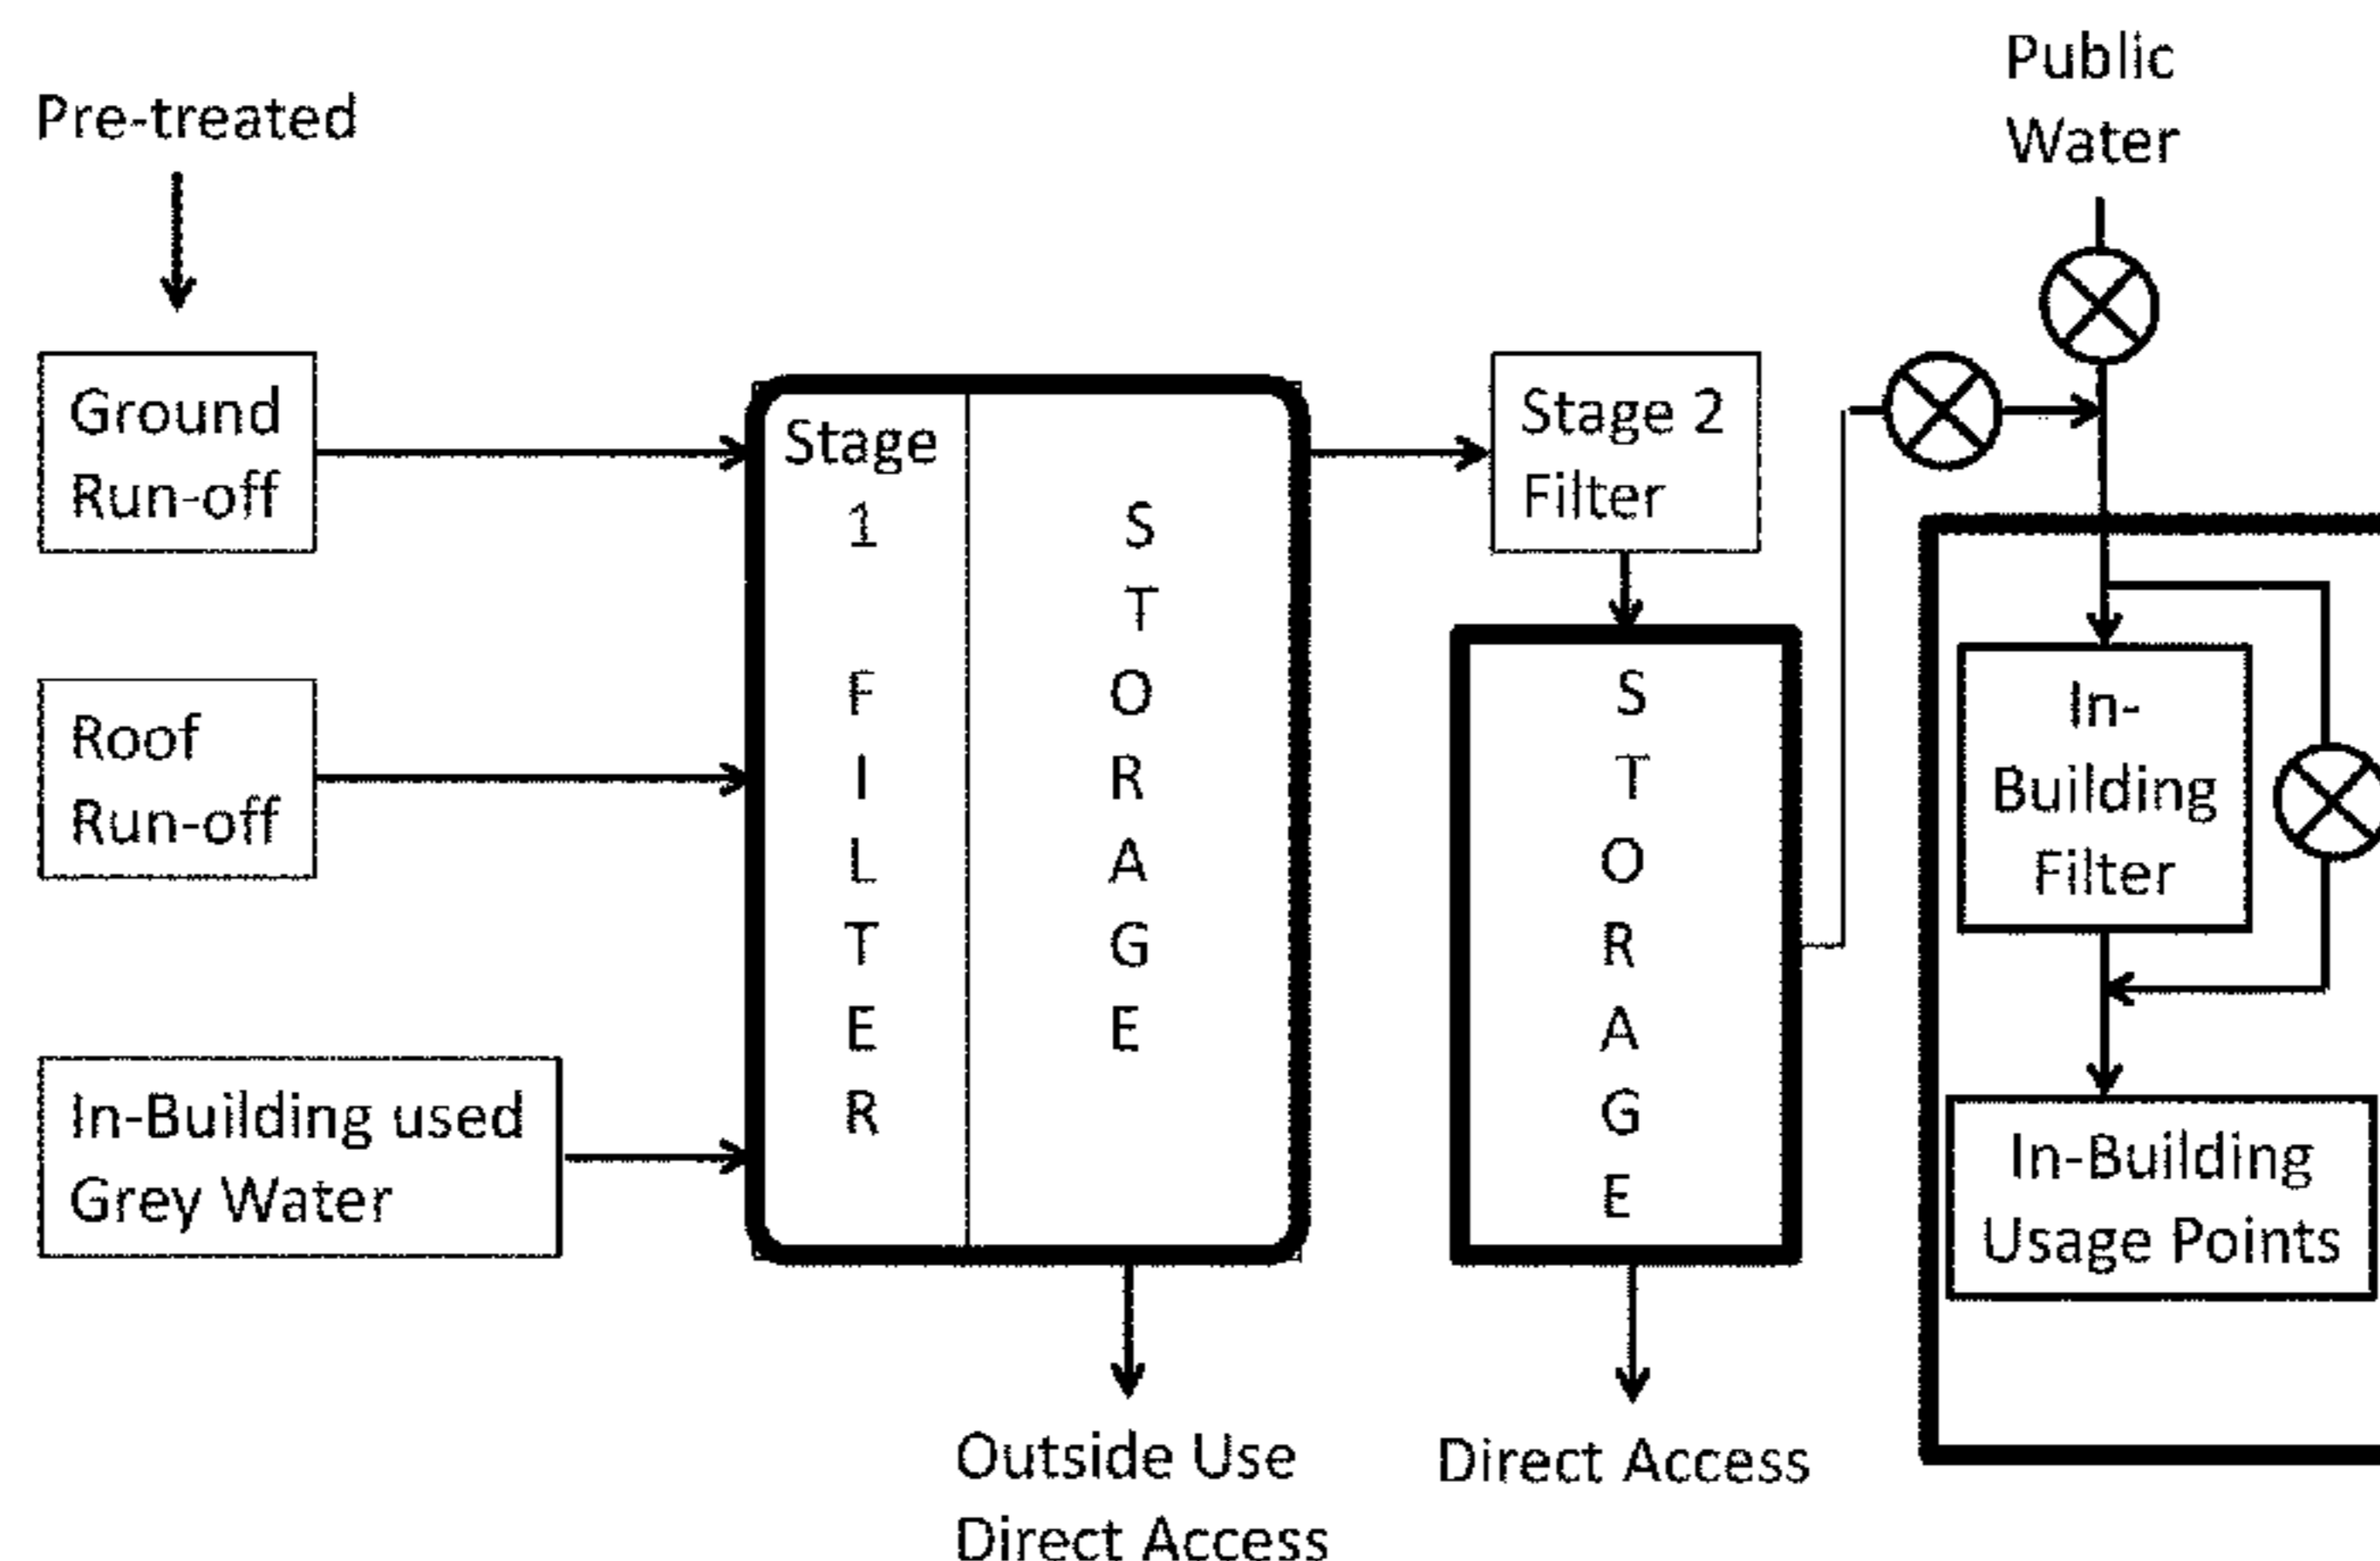 Public
Water
Pre-treated
Ground
Run-off
Roof
Run-off
In-Building used
Grey Water
Stage
1
F
I
L
T
E
R
S
T
O
R
A
G
E
Outside Use
Direct Access
Stage 2
Filter
S
T
O
R
A
G
E
Direct Access
In-
Building
Filter
In-Building
Usage Points